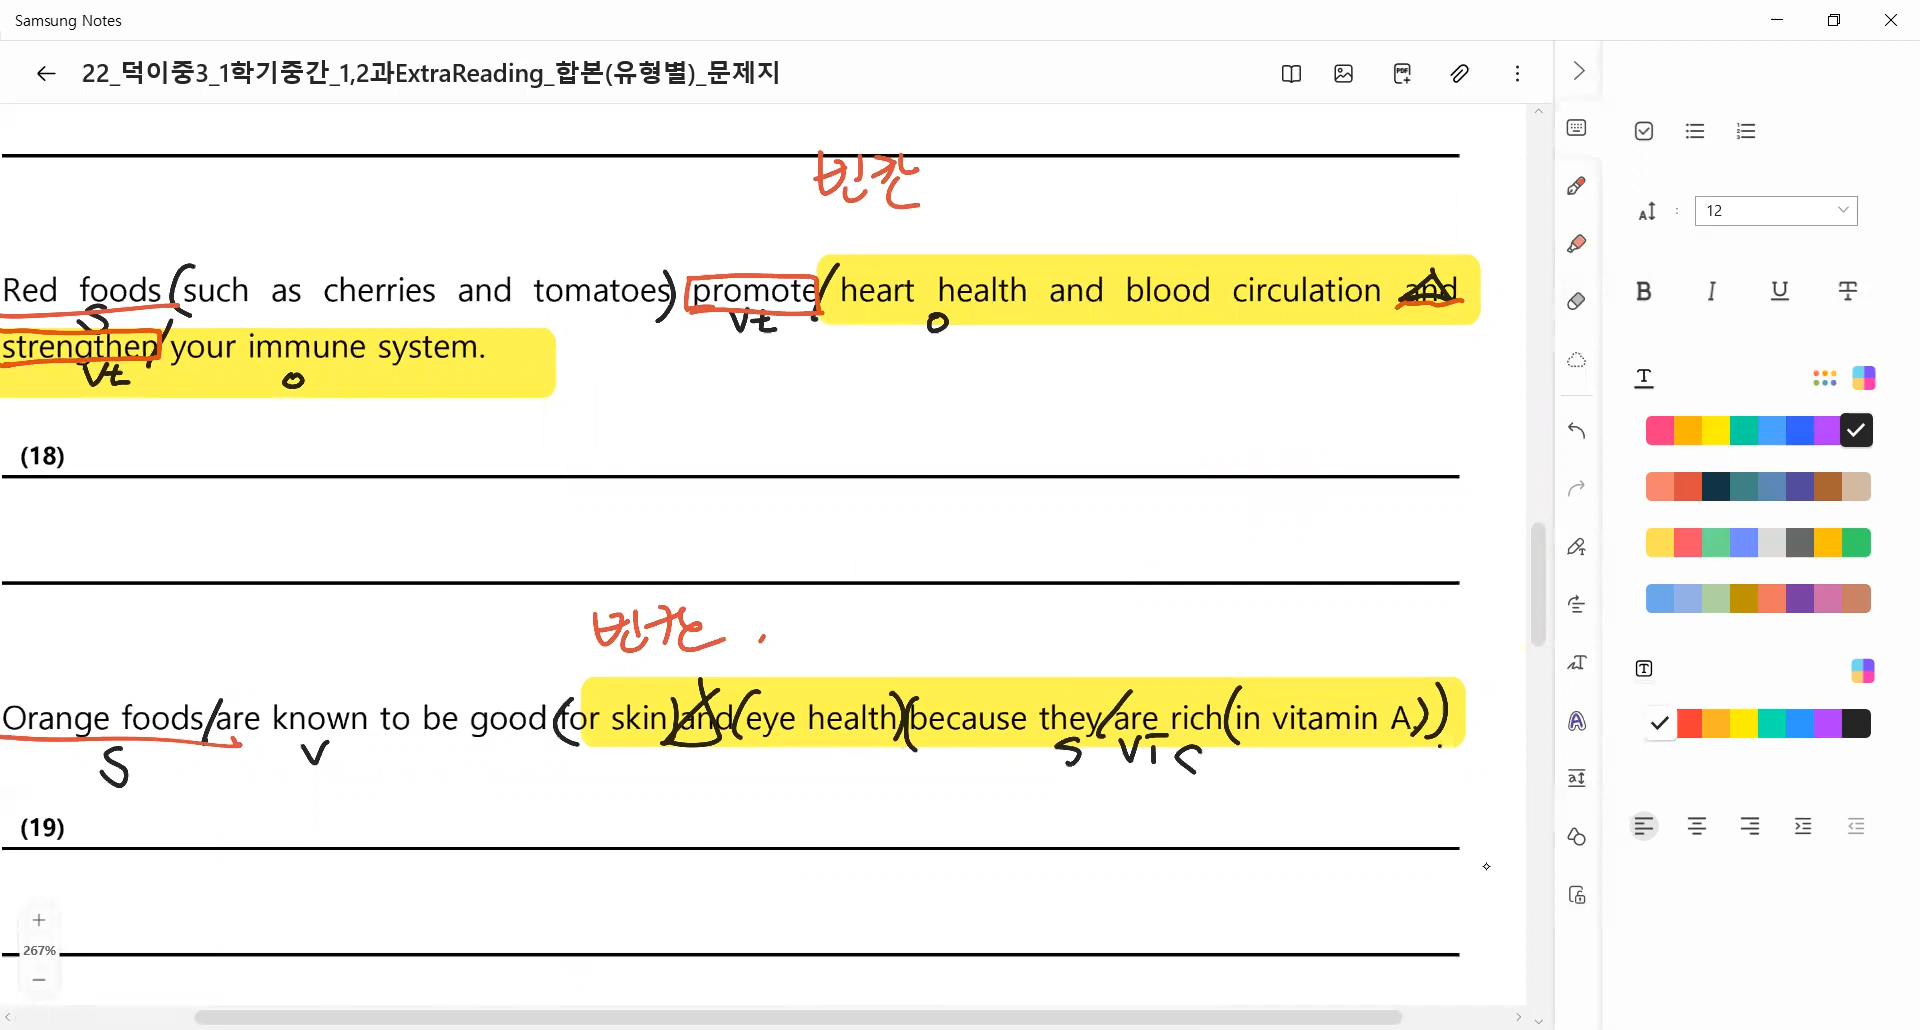 Samsung Notes
22_덕이중3_1학기중간_1,2과ExtraReading_합본(유형별)_문제지
12
빈칸
Red foods (such as cherries and tomatoes) promote / heart health and blood circulation and
S Vt O
strengthen / your immune system.
Vt O
(18)
빈칸 .
Orange foods / are known to be good (for skin) and (eye health) (because they / are rich (in vitamin A.))
S V S Vi C
(19)
267%